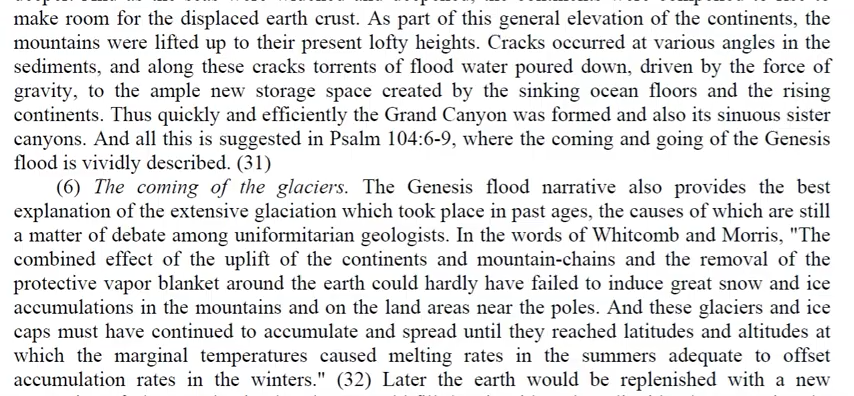 make room for the displaced earth crust. As part of this general elevation of the continents, the
mountains were lifted up to their present lofty heights. Cracks occurred at various angles in the
sediments, and along these cracks torrents of flood water poured down, driven by the force of
gravity, to the ample new storage space created by the sinking ocean floors and the rising
continents. Thus quickly and efficiently the Grand Canyon was formed and also its sinuous sister
canyons. And all this is suggested in Psalm 104:6-9, where the coming and going of the Genesis
flood is vividly described. (31)
(6) The coming of the glaciers. The Genesis flood narrative also provides the best
explanation of the extensive glaciation which took place in past ages, the causes of which are still
a matter of debate among uniformitarian geologists. In the words of Whitcomb and Morris, "The
combined effect of the uplift of the continents and mountain-chains and the removal of the
protective vapor blanket around the earth could hardly have failed to induce great snow and ice
accumulations in the mountains and on the land areas near the poles. And these glaciers and ice
caps must have continued to accumulate and spread until they reached latitudes and altitudes at
which the marginal temperatures caused melting rates in the summers adequate to offset
accumulation rates in the winters." (32) Later the earth would be replenished with a new